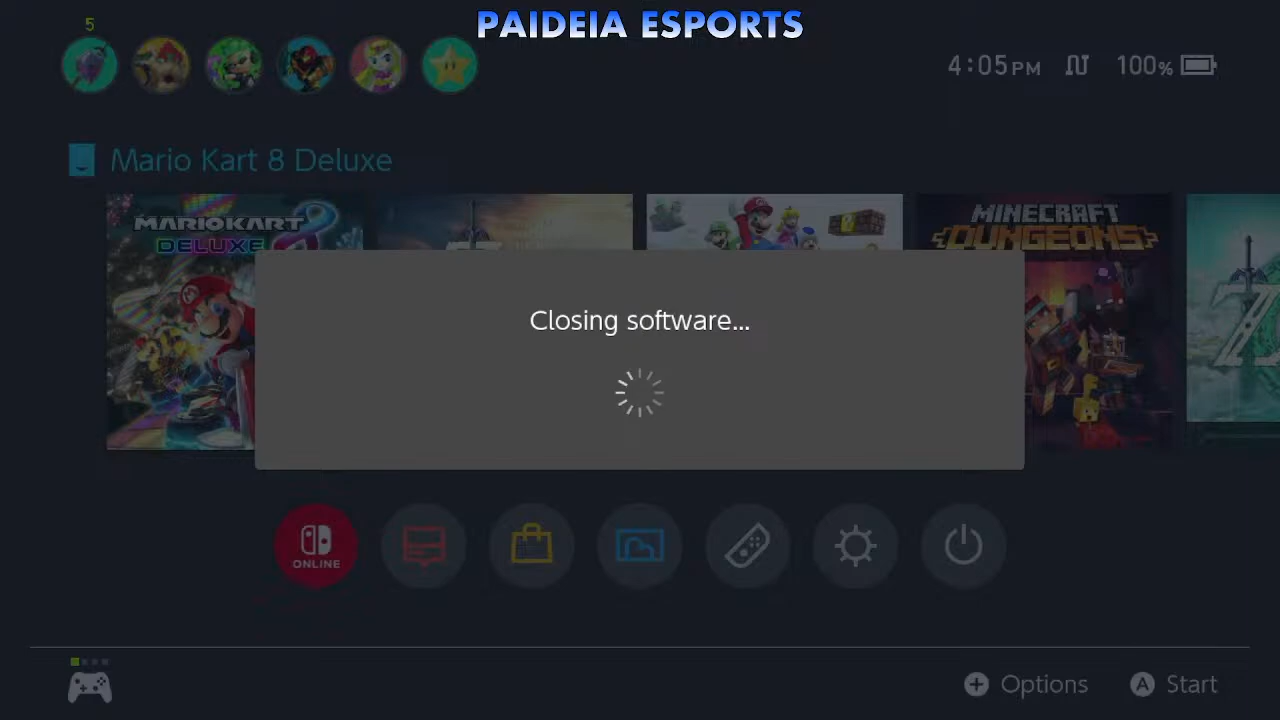 PAIDEIA ESPORTS
5
4:05PM 100%
Mario Kart 8 Deluxe
MARIOKART 8
DELUXE
MINECRAFT
DUNGEONS
Closing software...
ONLINE
Options
A Start